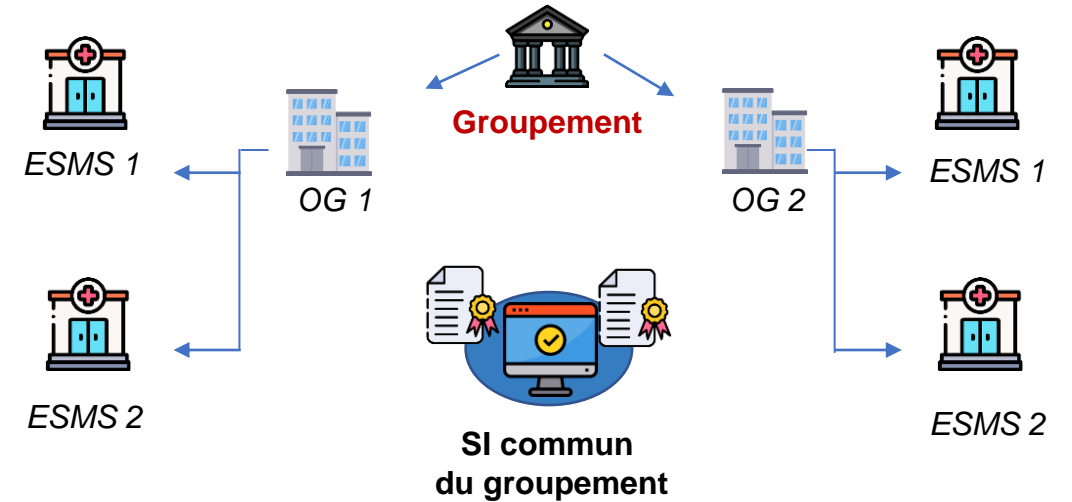 Groupement
ESMS 1
OG 1
OG 2
ESMS 1
ESMS 2
ESMS 2
SI commun
du groupement